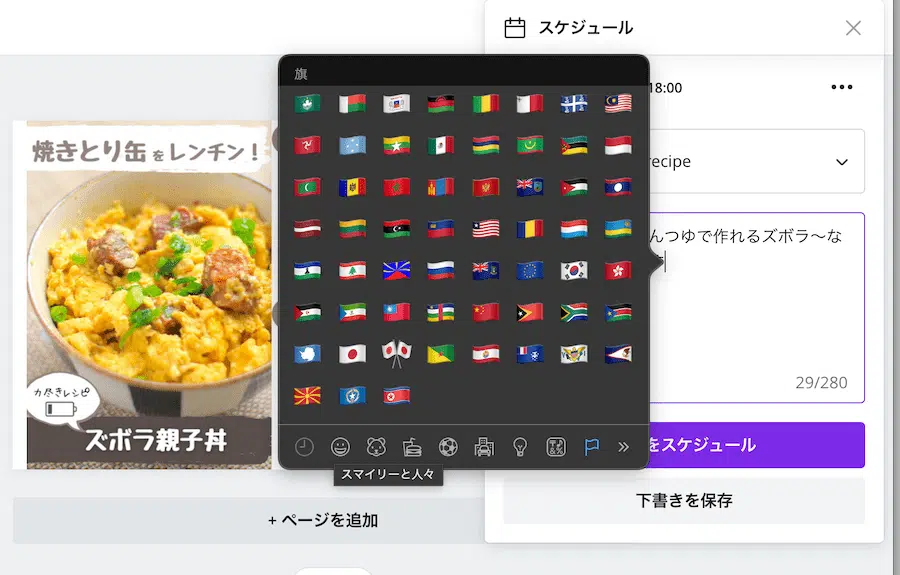 スケジュール
旗
18:00
recipe
焼きとり缶をレンチン！
んつゆで作れるズボラ〜な
29/280
力尽きレシピ
ズボラ親子丼
をスケジュール
スマイリーと人々
下書きを保存
+ ページを追加